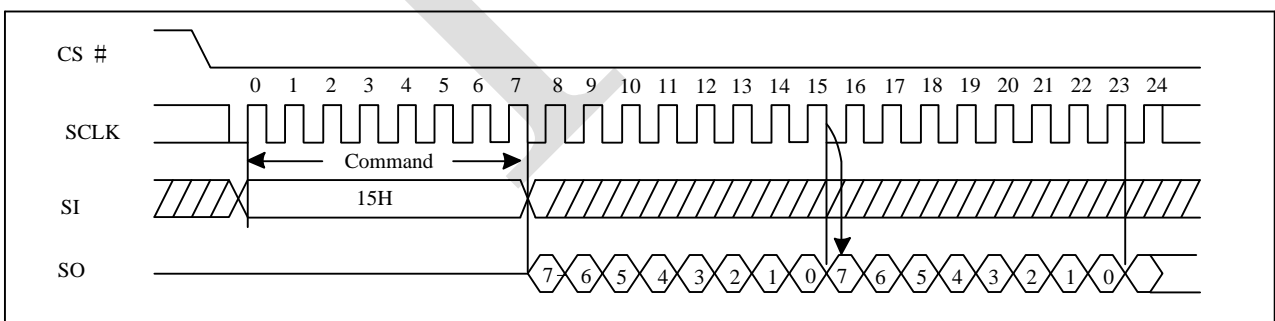 CS #
0 1 2 3 4 5 6 7 8 9 10 11 12 13 14 15 16 17 18 19 20 21 22 23 24
SCLK
Command
SI
15H
SO
7 6 5 4 3 2 1 0 7 6 5 4 3 2 1 0